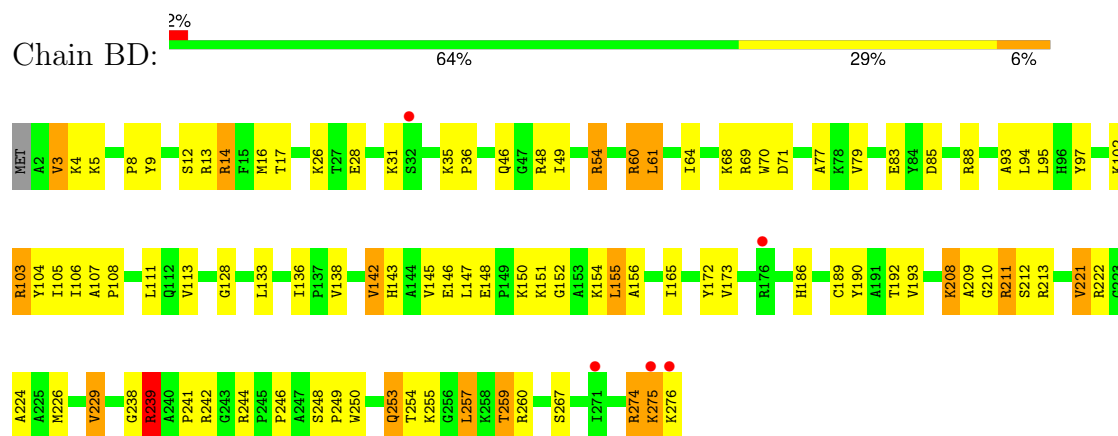 2%
Chain BD:
64% 29% 6%
MET A2 V3 K4 K5 P8 Y9 S12 R13 R14 F15 M16 T17 K26 T27 E28 K31 S32 K35 P36 Q46 G47 R48 I49 R54 R60 L61 I64 K68 R69 W70 D71 A77 K78 V79 E83 Y84 D85 R88 A93 L94 L95 H96 Y97 K102
R103 Y104 I105 I106 A107 P108 L111 Q112 V113 G128 L133 I136 P137 V138 V142 H143 A144 V145 E146 L147 E148 P149 K150 K151 G152 A153 K154 L155 A156 I165 Y172 V173 R176 H186 C189 Y190 A191 T192 V193 K208 A209 G210 R211 S212 R213 V221 R222 G223
A224 A225 M226 V229 G238 R239 A240 P241 R242 G243 R244 P245 P246 A247 S248 P249 W250 Q253 T254 K255 G256 L257 K258 T259 R260 S267 I271 R274 K275 K276